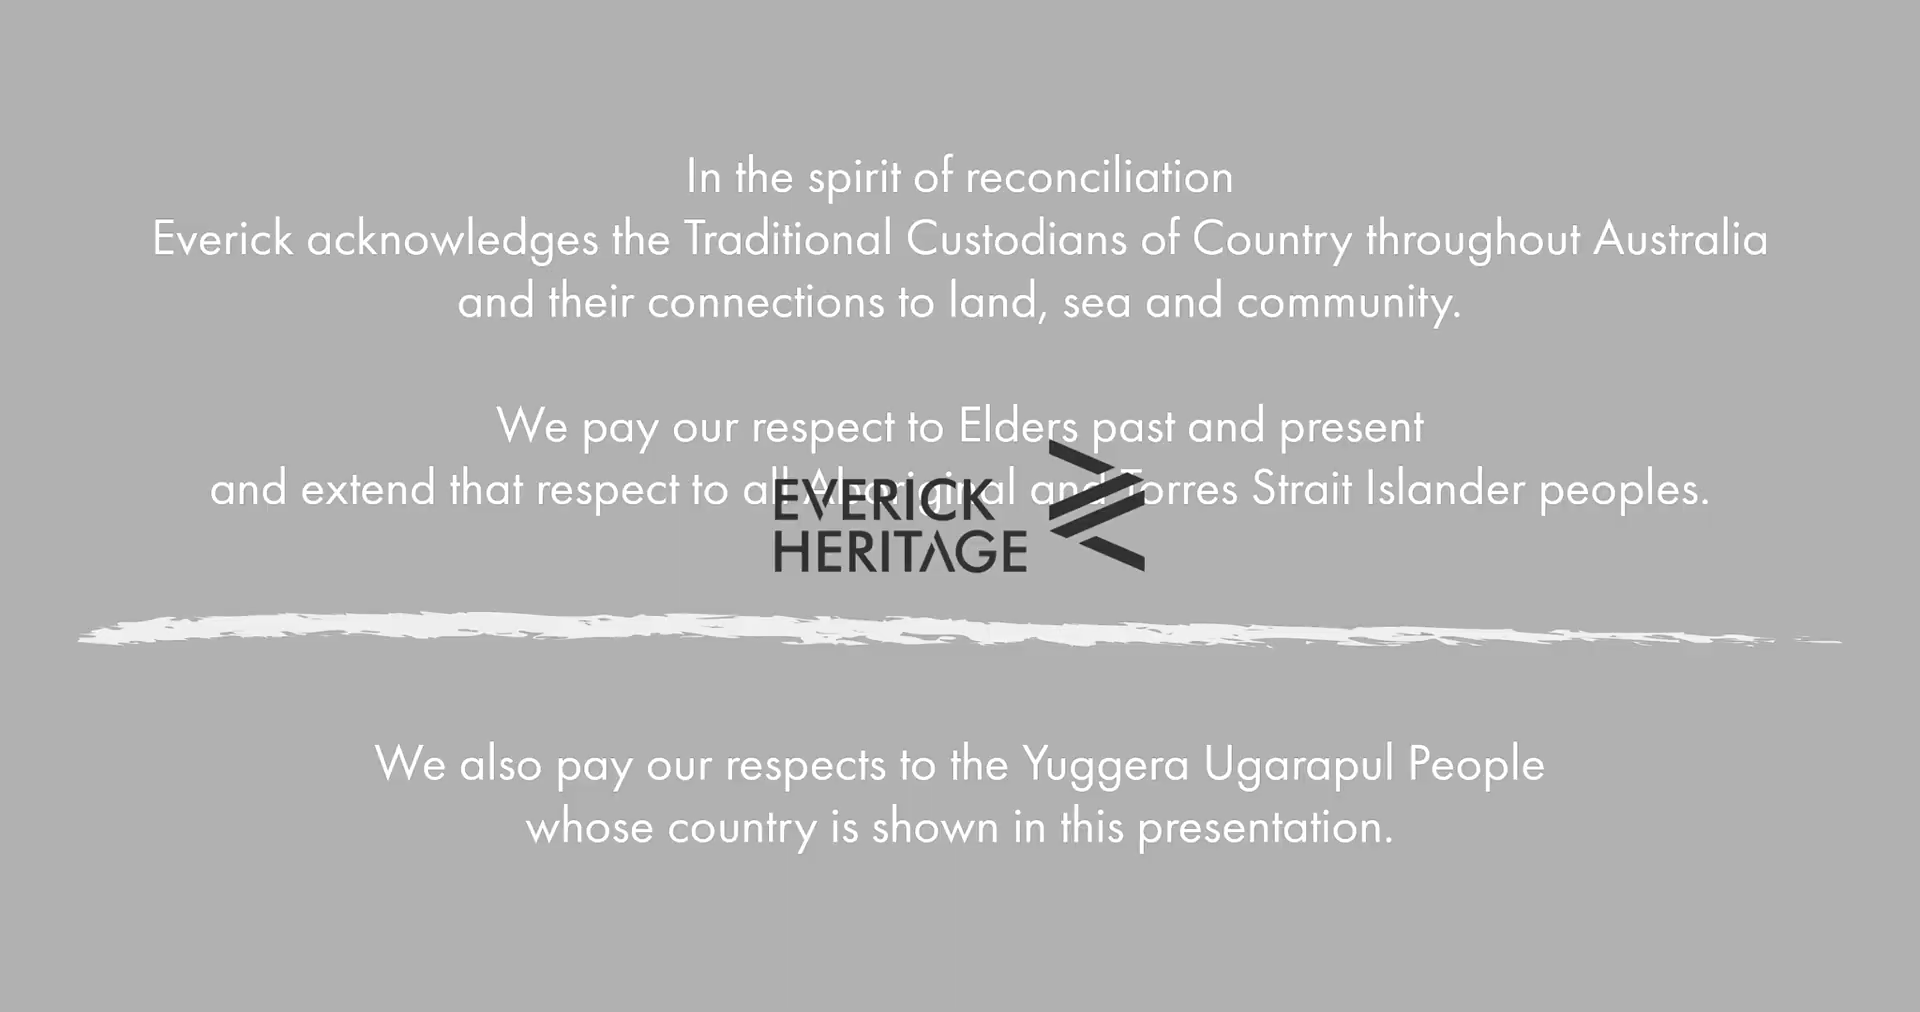 In the spirit of reconciliation
Everick acknowledges the Traditional Custodians of Country throughout Australia
and their connections to land, sea and community.
We pay our respect to Elders past and present
and extend that respect to all Aboriginal and Torres Strait Islander peoples.
EVERICK
HERITAGE
We also pay our respects to the Yuggera Ugarapul People
whose country is shown in this presentation.